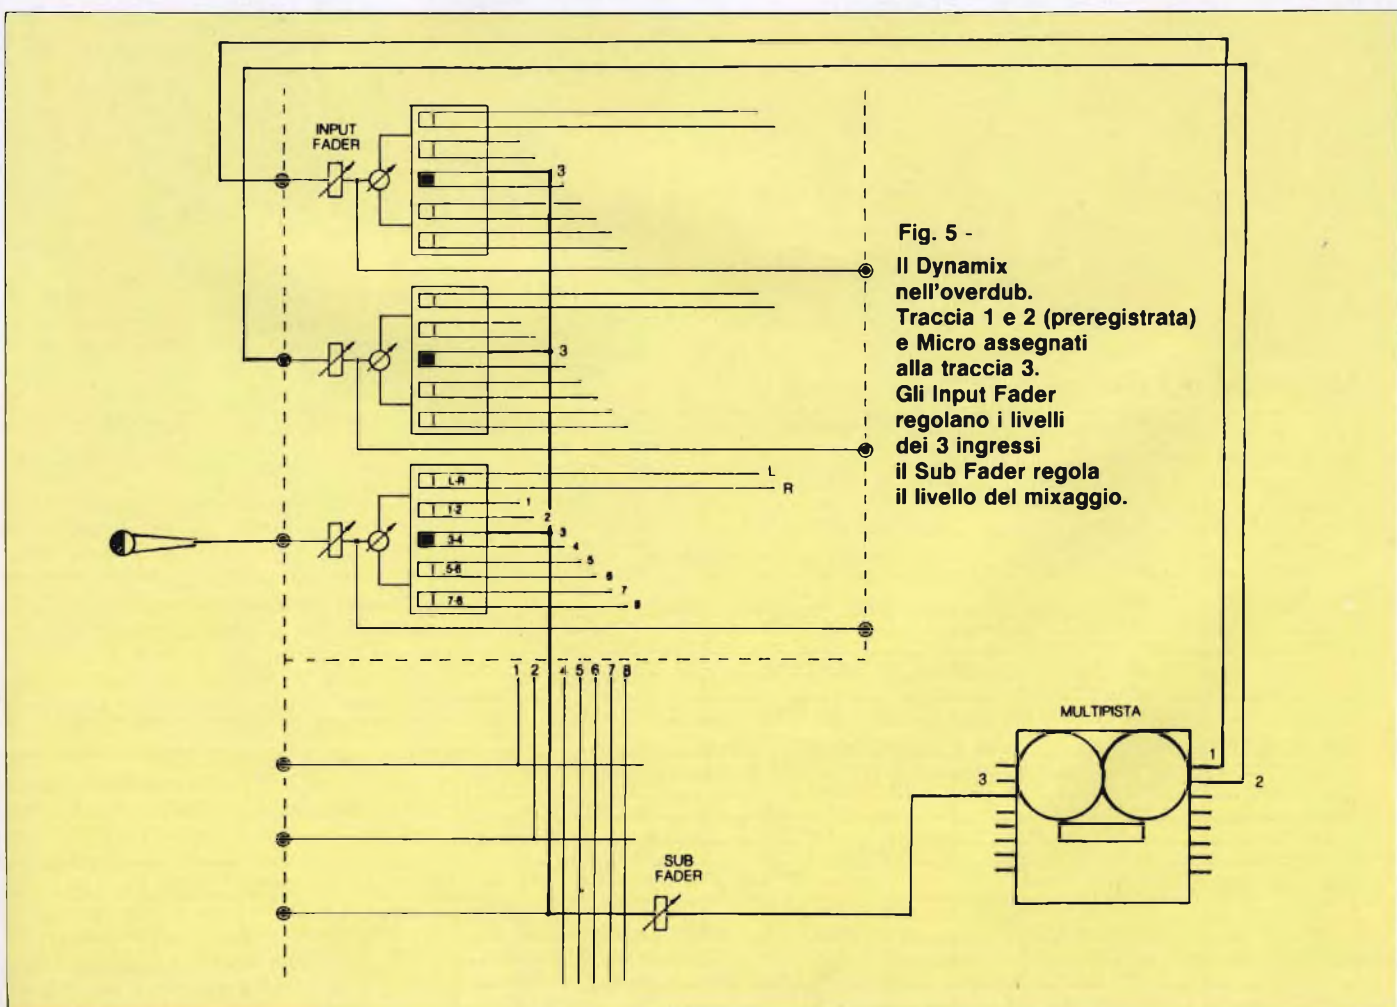 INPUT
FADER
3
Fig. 5 -
Il Dynamix
nell'overdub.
Traccia 1 e 2 (preregistrata)
e Micro assegnati
alla traccia 3.
Gli Input Fader
regolano i livelli
dei 3 ingressi
il Sub Fader regola
il livello del mixaggio.
3
L-R
L
R
1-2
1
2
3-4
3
4
5-6
5
6
7-8
7
8
1 2 4 5 6 7 8
MULTIPISTA
1
2
3
SUB
FADER